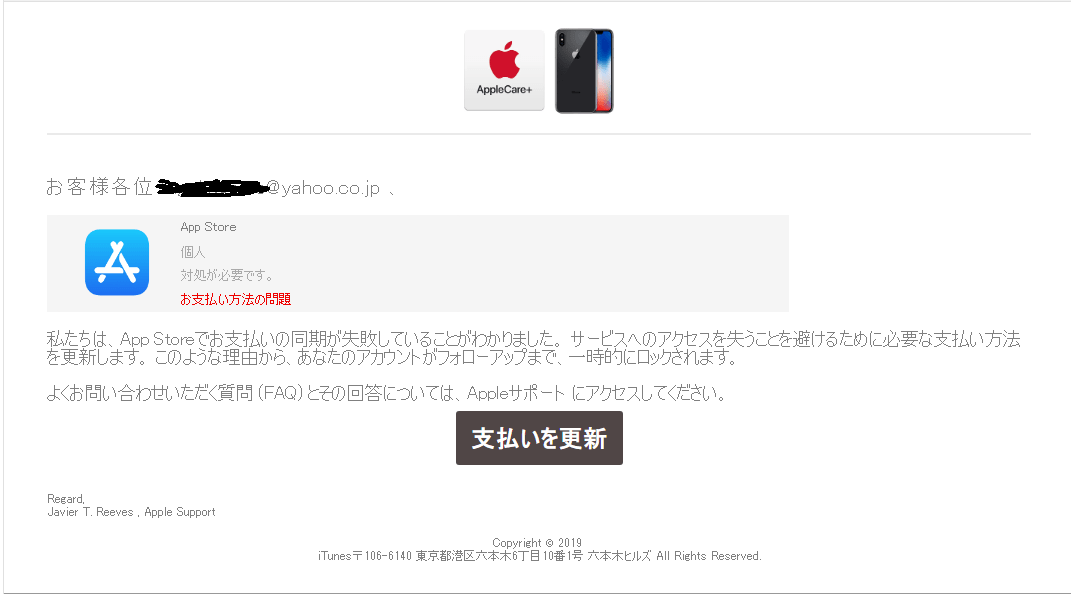 AppleCare+
お客様各位 @yahoo.co.jp 、
App Store
個人
対処が必要です。
お支払い方法の問題
私たちは、App Storeでお支払いの同期が失敗していることがわかりました。サービスへのアクセスを失うことを避けるために必要な支払い方法
を更新します。このような理由から、あなたのアカウントがフォローアップまで、一時的にロックされます。
よくお問い合わせいただく質問（FAQ）とその回答については、Appleサポート にアクセスしてください。
支払いを更新
Regard,
Javier T. Reeves , Apple Support
Copyright © 2019
iTunes〒106-6140 東京都港区六本木6丁目10番1号 六本木ヒルズ All Rights Reserved.